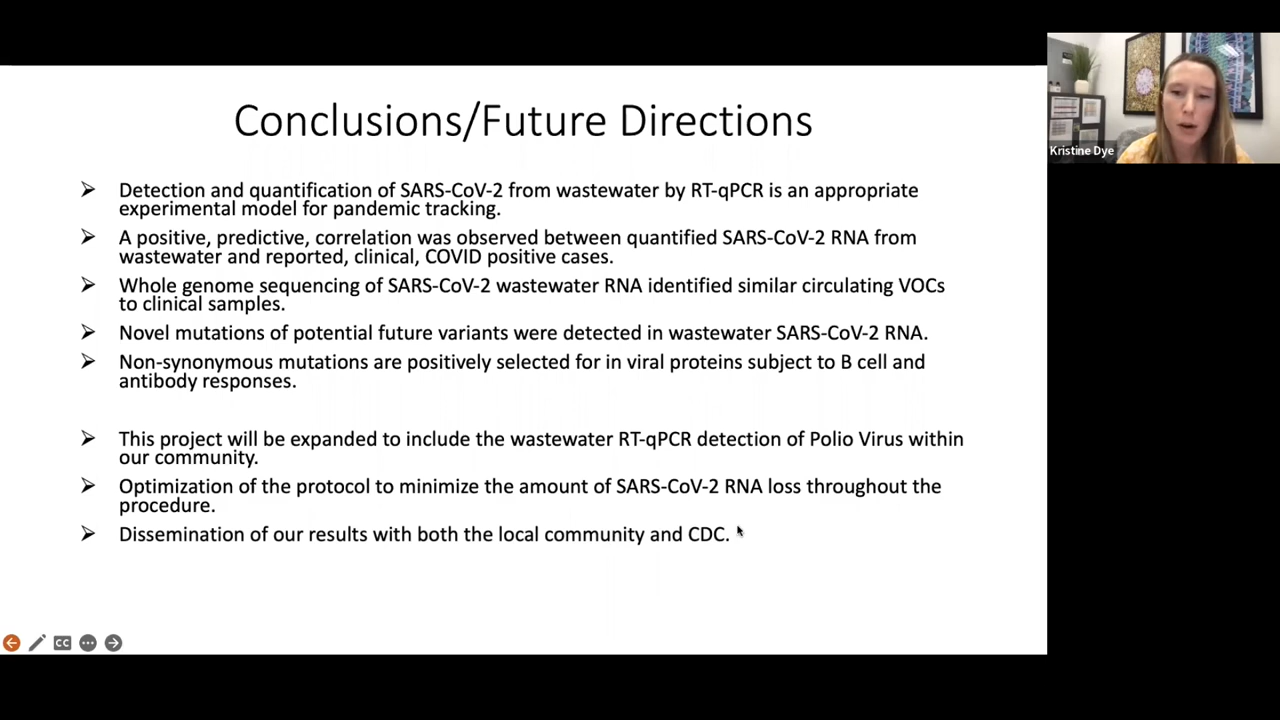 Conclusions/Future Directions
Detection and quantification of SARS-CoV-2 from wastewater by RT-qPCR is an appropriate
experimental model for pandemic tracking.
A positive, predictive, correlation was observed between quantified SARS-CoV-2 RNA from
wastewater and reported, clinical, COVID positive cases.
Whole genome sequencing of SARS-CoV-2 wastewater RNA identified similar circulating VOCs
to clinical samples.
Novel mutations of potential future variants were detected in wastewater SARS-CoV-2 RNA.
Non-synonymous mutations are positively selected for in viral proteins subject to B cell and
antibody responses.
This project will be expanded to include the wastewater RT-qPCR detection of Polio Virus within
our community.
Optimization of the protocol to minimize the amount of SARS-CoV-2 RNA loss throughout the
procedure.
Dissemination of our results with both the local community and CDC.
Kristine Dye
CC